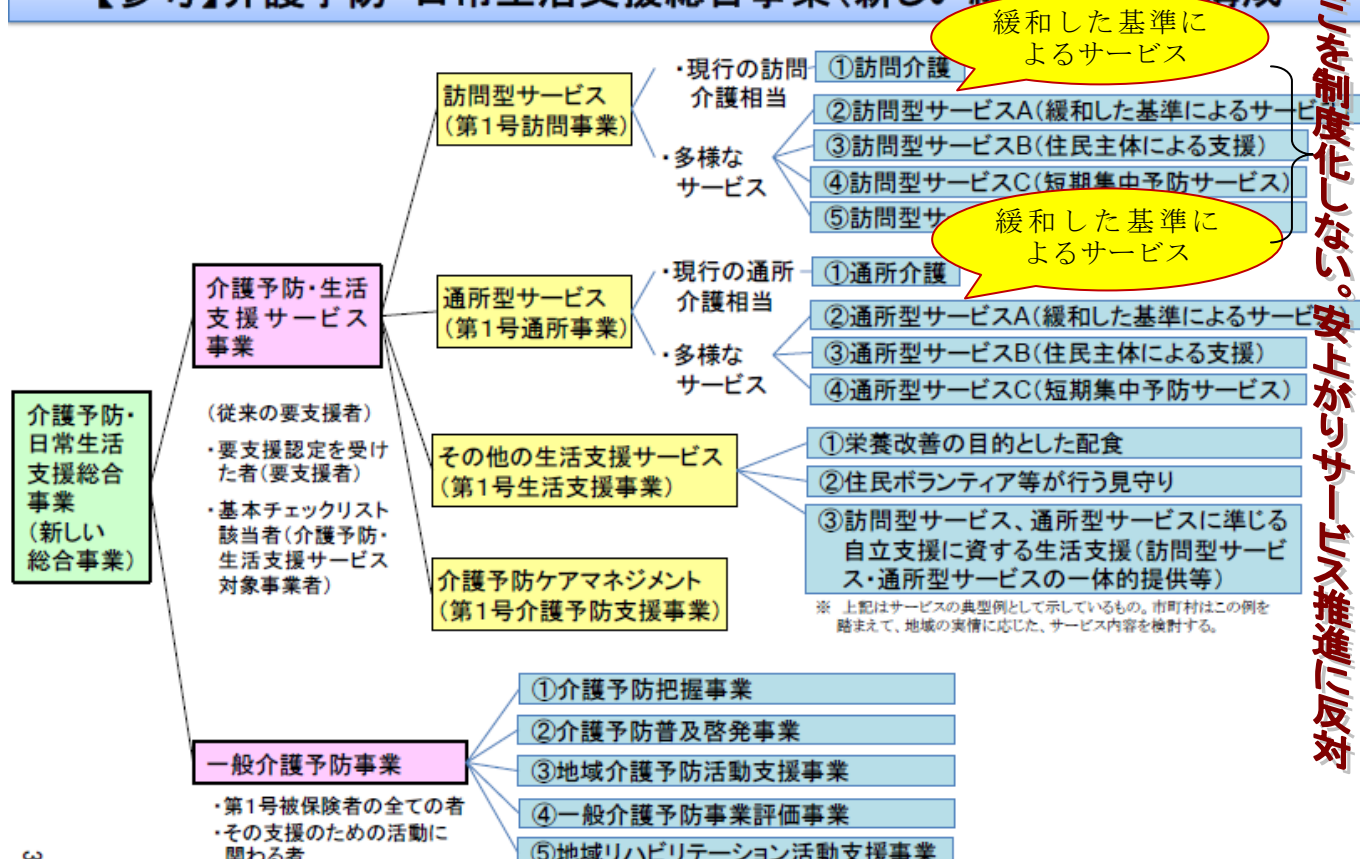 【参考】介護予防・日常生活支援総合事業(新し
緩和した基準に
よるサービス
訪問型サービス
(第1号訪問事業)
・現行の訪問
介護相当
①訪問介護
②訪問型サービスA(緩和した基準によるサービ
③訪問型サービスB(住民主体による支援)
・多様な
サービス
④訪問型サービスC(短期集中予防サービス)
⑤訪問型サ
緩和した基準に
よるサービス
介護予防・生活
支援サービス
事業
通所型サービス
(第1号通所事業)
・現行の通所
介護相当
①通所介護
②通所型サービスA(緩和した基準によるサービ
・多様な
サービス
③通所型サービスB(住民主体による支援)
④通所型サービスC(短期集中予防サービス)
介護予防・
日常生活
支援総合
事業
(新しい
総合事業)
(従来の要支援者)
・要支援認定を受け
た者(要支援者)
・基本チェックリスト
該当者(介護予防・
生活支援サービス
対象事業者)
その他の生活支援サービス
(第1号生活支援事業)
①栄養改善の目的とした配食
②住民ボランティア等が行う見守り
③訪問型サービス、通所型サービスに準じる
自立支援に資する生活支援(訪問型サービ
ス・通所型サービスの一体的提供等)
介護予防ケアマネジメント
(第1号介護予防支援事業)
※ 上記はサービスの典型例として示しているもの。市町村はこの例を
踏まえて、地域の実情に応じた、サービス内容を検討する。
一般介護予防事業
・第1号被保険者の全ての者
・その支援のための活動に
関わる者
①介護予防把握事業
②介護予防普及啓発事業
③地域介護予防活動支援事業
④一般介護予防事業評価事業
⑤地域リハビリテーション活動支援事業
こを制度化しない。安上がりサービス推進に反対
3